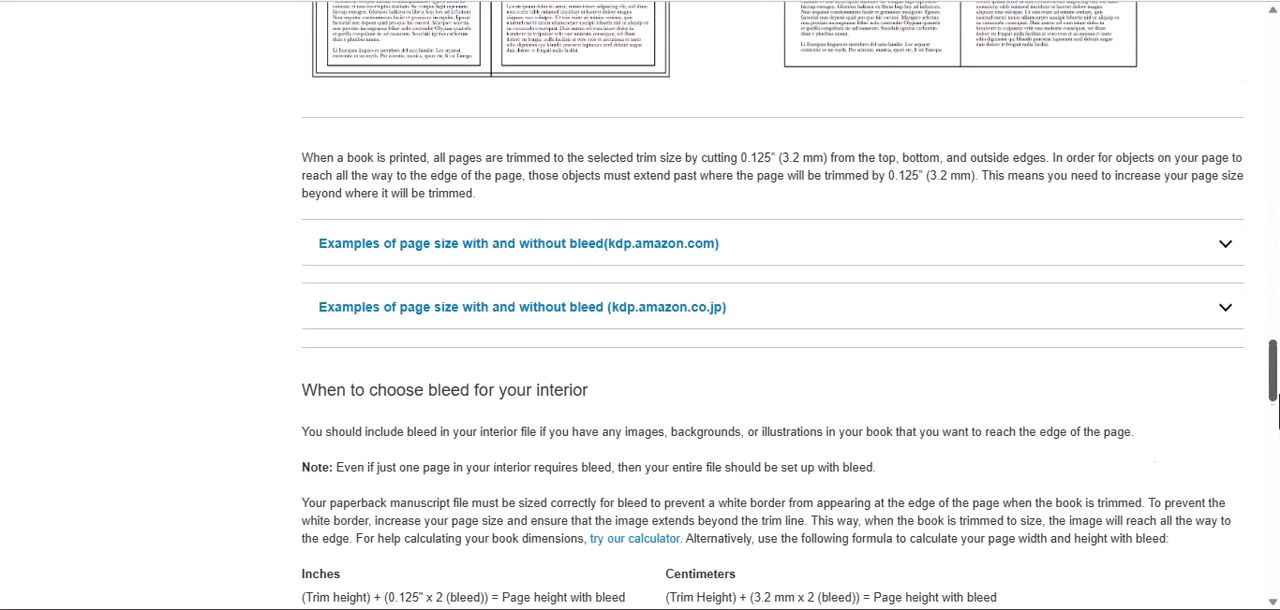 When a book is printed, all pages are trimmed to the selected trim size by cutting 0.125" (3.2 mm) from the top, bottom, and outside edges. In order for objects on your page to
reach all the way to the edge of the page, those objects must extend past where the page will be trimmed by 0.125" (3.2 mm). This means you need to increase your page size
beyond where it will be trimmed.
Examples of page size with and without bleed(kdp.amazon.com)
Examples of page size with and without bleed (kdp.amazon.co.jp)
When to choose bleed for your interior
You should include bleed in your interior file if you have any images, backgrounds, or illustrations in your book that you want to reach the edge of the page.
Note: Even if just one page in your interior requires bleed, then your entire file should be set up with bleed.
Your paperback manuscript file must be sized correctly for bleed to prevent a white border from appearing at the edge of the page when the book is trimmed. To prevent the
white border, increase your page size and ensure that the image extends beyond the trim line. This way, when the book is trimmed to size, the image will reach all the way to
the edge. For help calculating your book dimensions, try our calculator. Alternatively, use the following formula to calculate your page width and height with bleed:
Inches
(Trim height) + (0.125" x 2 (bleed)) = Page height with bleed
Centimeters
(Trim Height) + (3.2 mm x 2 (bleed)) = Page height with bleed